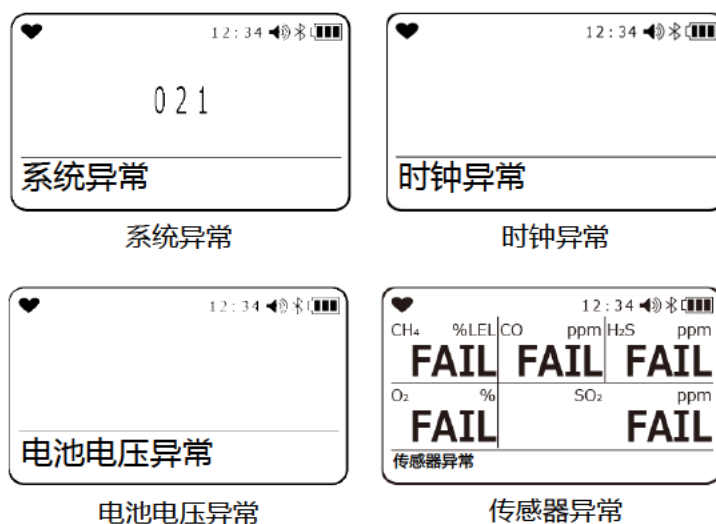 12:34
021
系统异常
系统异常
12:34
时钟异常
时钟异常
12:34
电池电压异常
电池电压异常
12:34
CH₄ %LEL CO ppm H₂S ppm
FAIL FAIL FAIL
O₂ % SO₂ ppm
FAIL FAIL
传感器异常
传感器异常